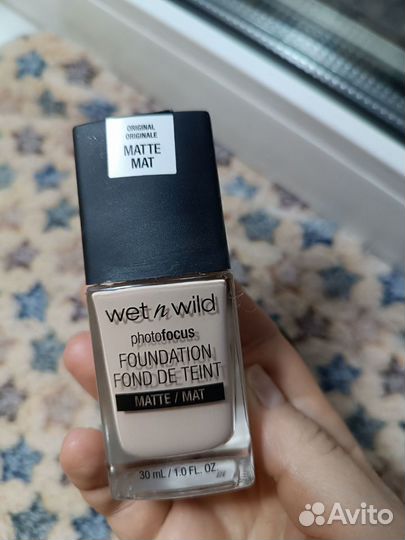 ORIGINAL
ORIGINALE
MATTE
MAT
wet n wild
photofocus
FOUNDATION
FOND DE TEINT
MATTE / MAT
30 mL / 1.0 FL. OZ.
Avito